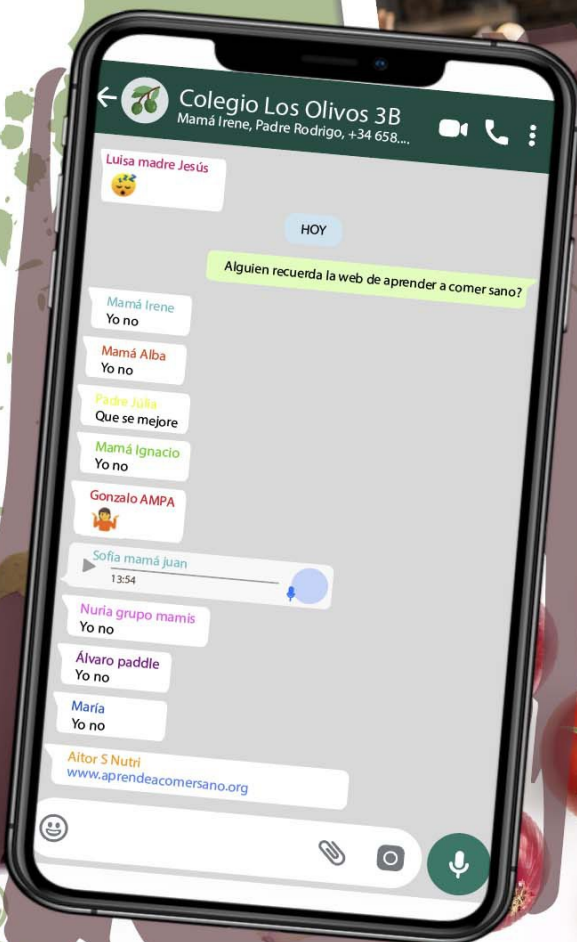 Colegio Los Olivos 3B
Mamá Irene, Padre Rodrigo, +34 658....
Luisa madre Jesús
HOY
Alguien recuerda la web de aprender a comer sano?
Mamá Irene
Yo no
Mamá Alba
Yo no
Padre Júlia
Que se mejore
Mamá Ignacio
Yo no
Gonzalo AMPA
Sofia mamá juan
13:54
Nuria grupo mamis
Yo no
Álvaro paddle
Yo no
María
Yo no
Aitor S Nutri
www.aprendeacomersano.org